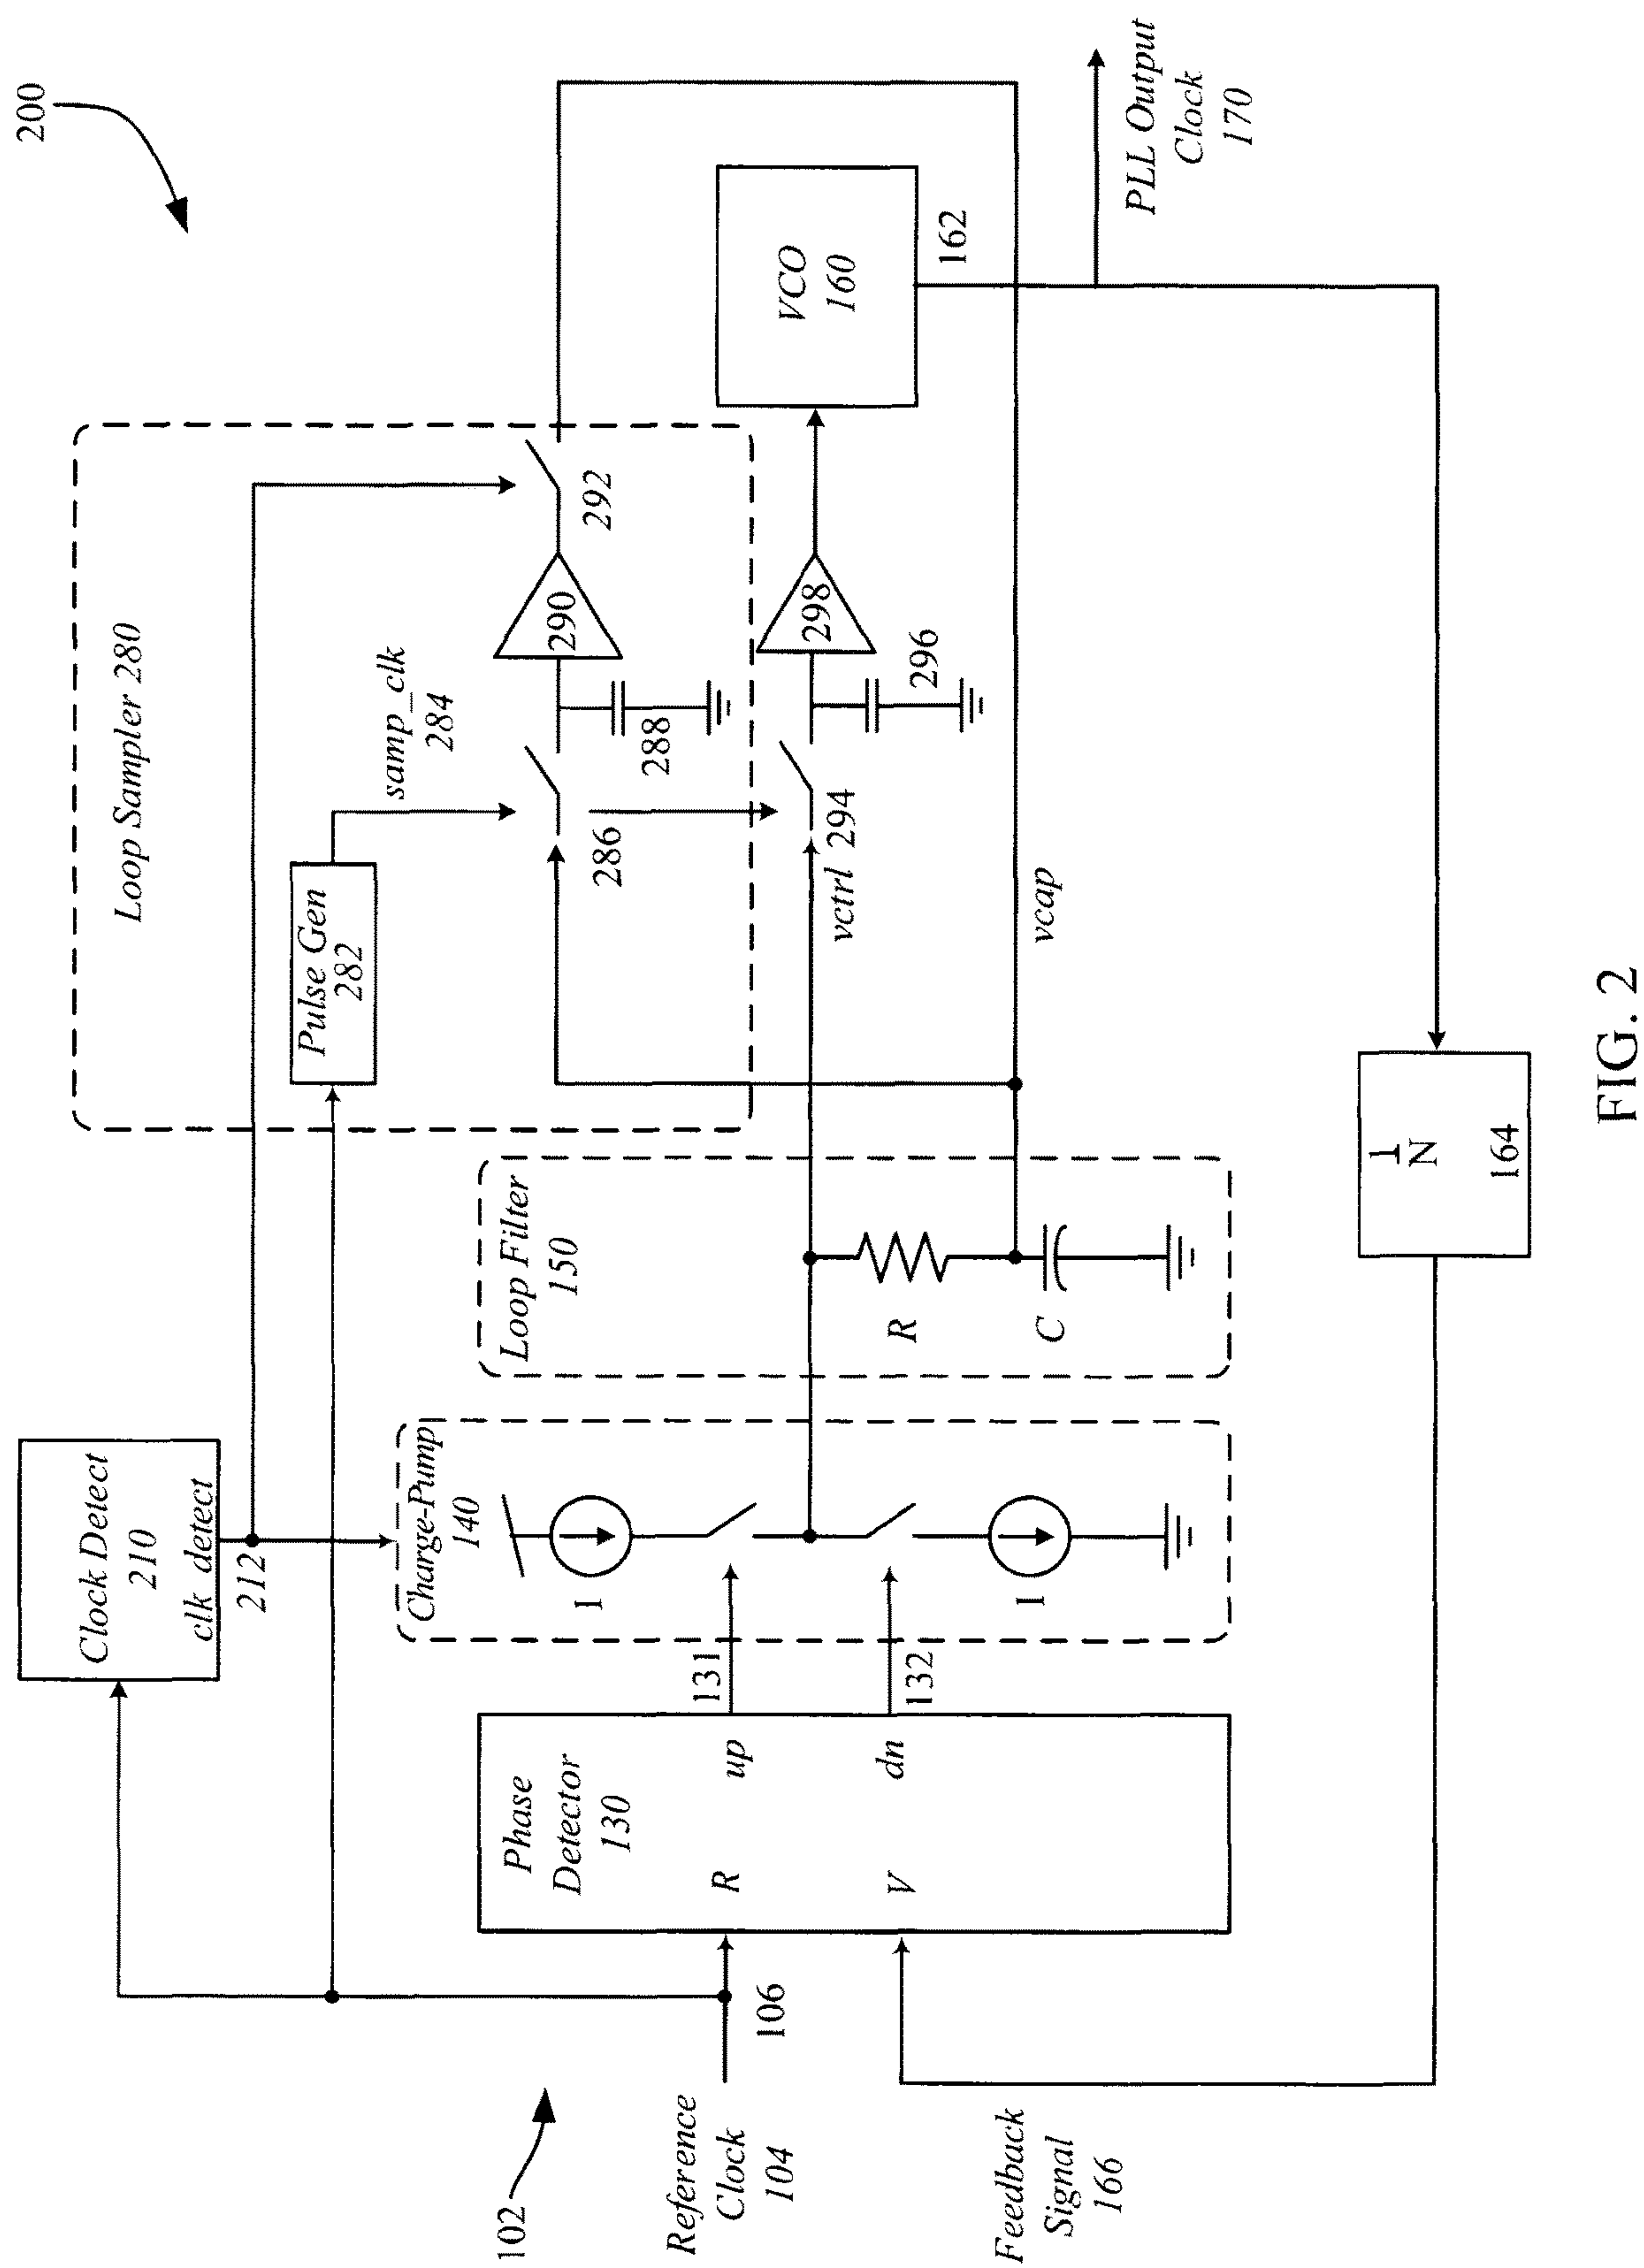 200
Clock Detect
210
clk_detect
212
Loop Sampler 280
Pulse Gen
282
samp_clk
284
286
288
290
292
vctrl 294
296
298
vcap
VCO
160
162
PLL Output
Clock
170
Loop Filter
150
R
C
Charge-Pump
140
I
I
131
132
Phase
Detector
130
R
up
V
dn
102
106
Reference
Clock
104
Feedback
Signal
166
1
N
164
FIG. 2